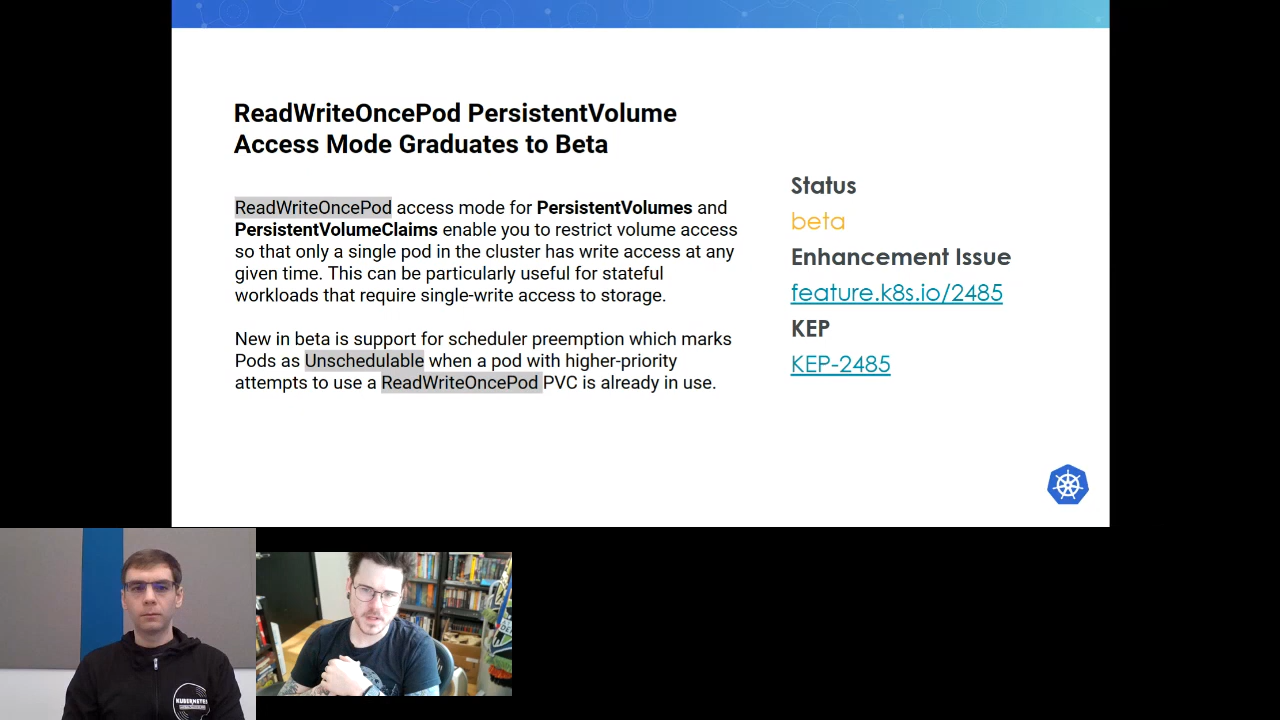 ReadWriteOncePod PersistentVolume
Access Mode Graduates to Beta
ReadWriteOncePod access mode for PersistentVolumes and
PersistentVolumeClaims enable you to restrict volume access
so that only a single pod in the cluster has write access at any
given time. This can be particularly useful for stateful
workloads that require single-write access to storage.
New in beta is support for scheduler preemption which marks
Pods as Unschedulable when a pod with higher-priority
attempts to use a ReadWriteOncePod PVC is already in use.
Status
beta
Enhancement Issue
feature.k8s.io/2485
KEP
KEP-2485
KUBERNETES